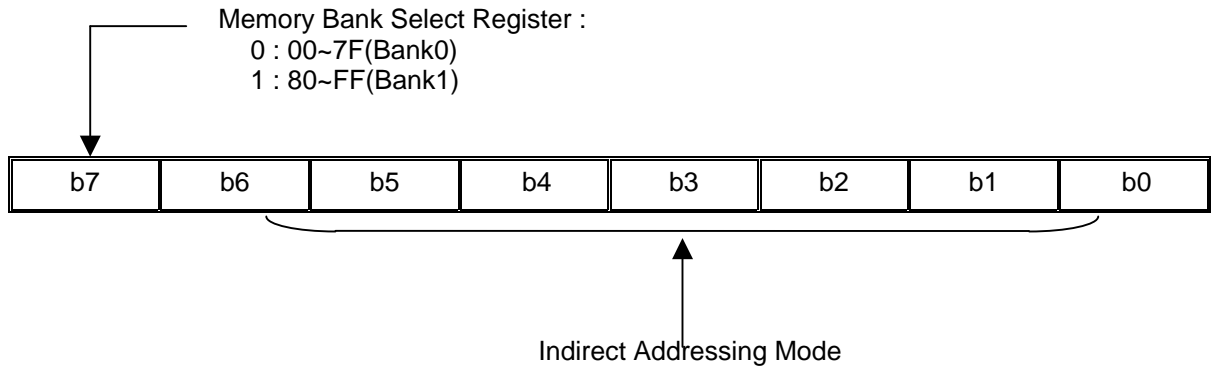 Memory Bank Select Register :
0 : 00~7F(Bank0)
1 : 80~FF(Bank1)
b7 b6 b5 b4 b3 b2 b1 b0
Indirect Addressing Mode